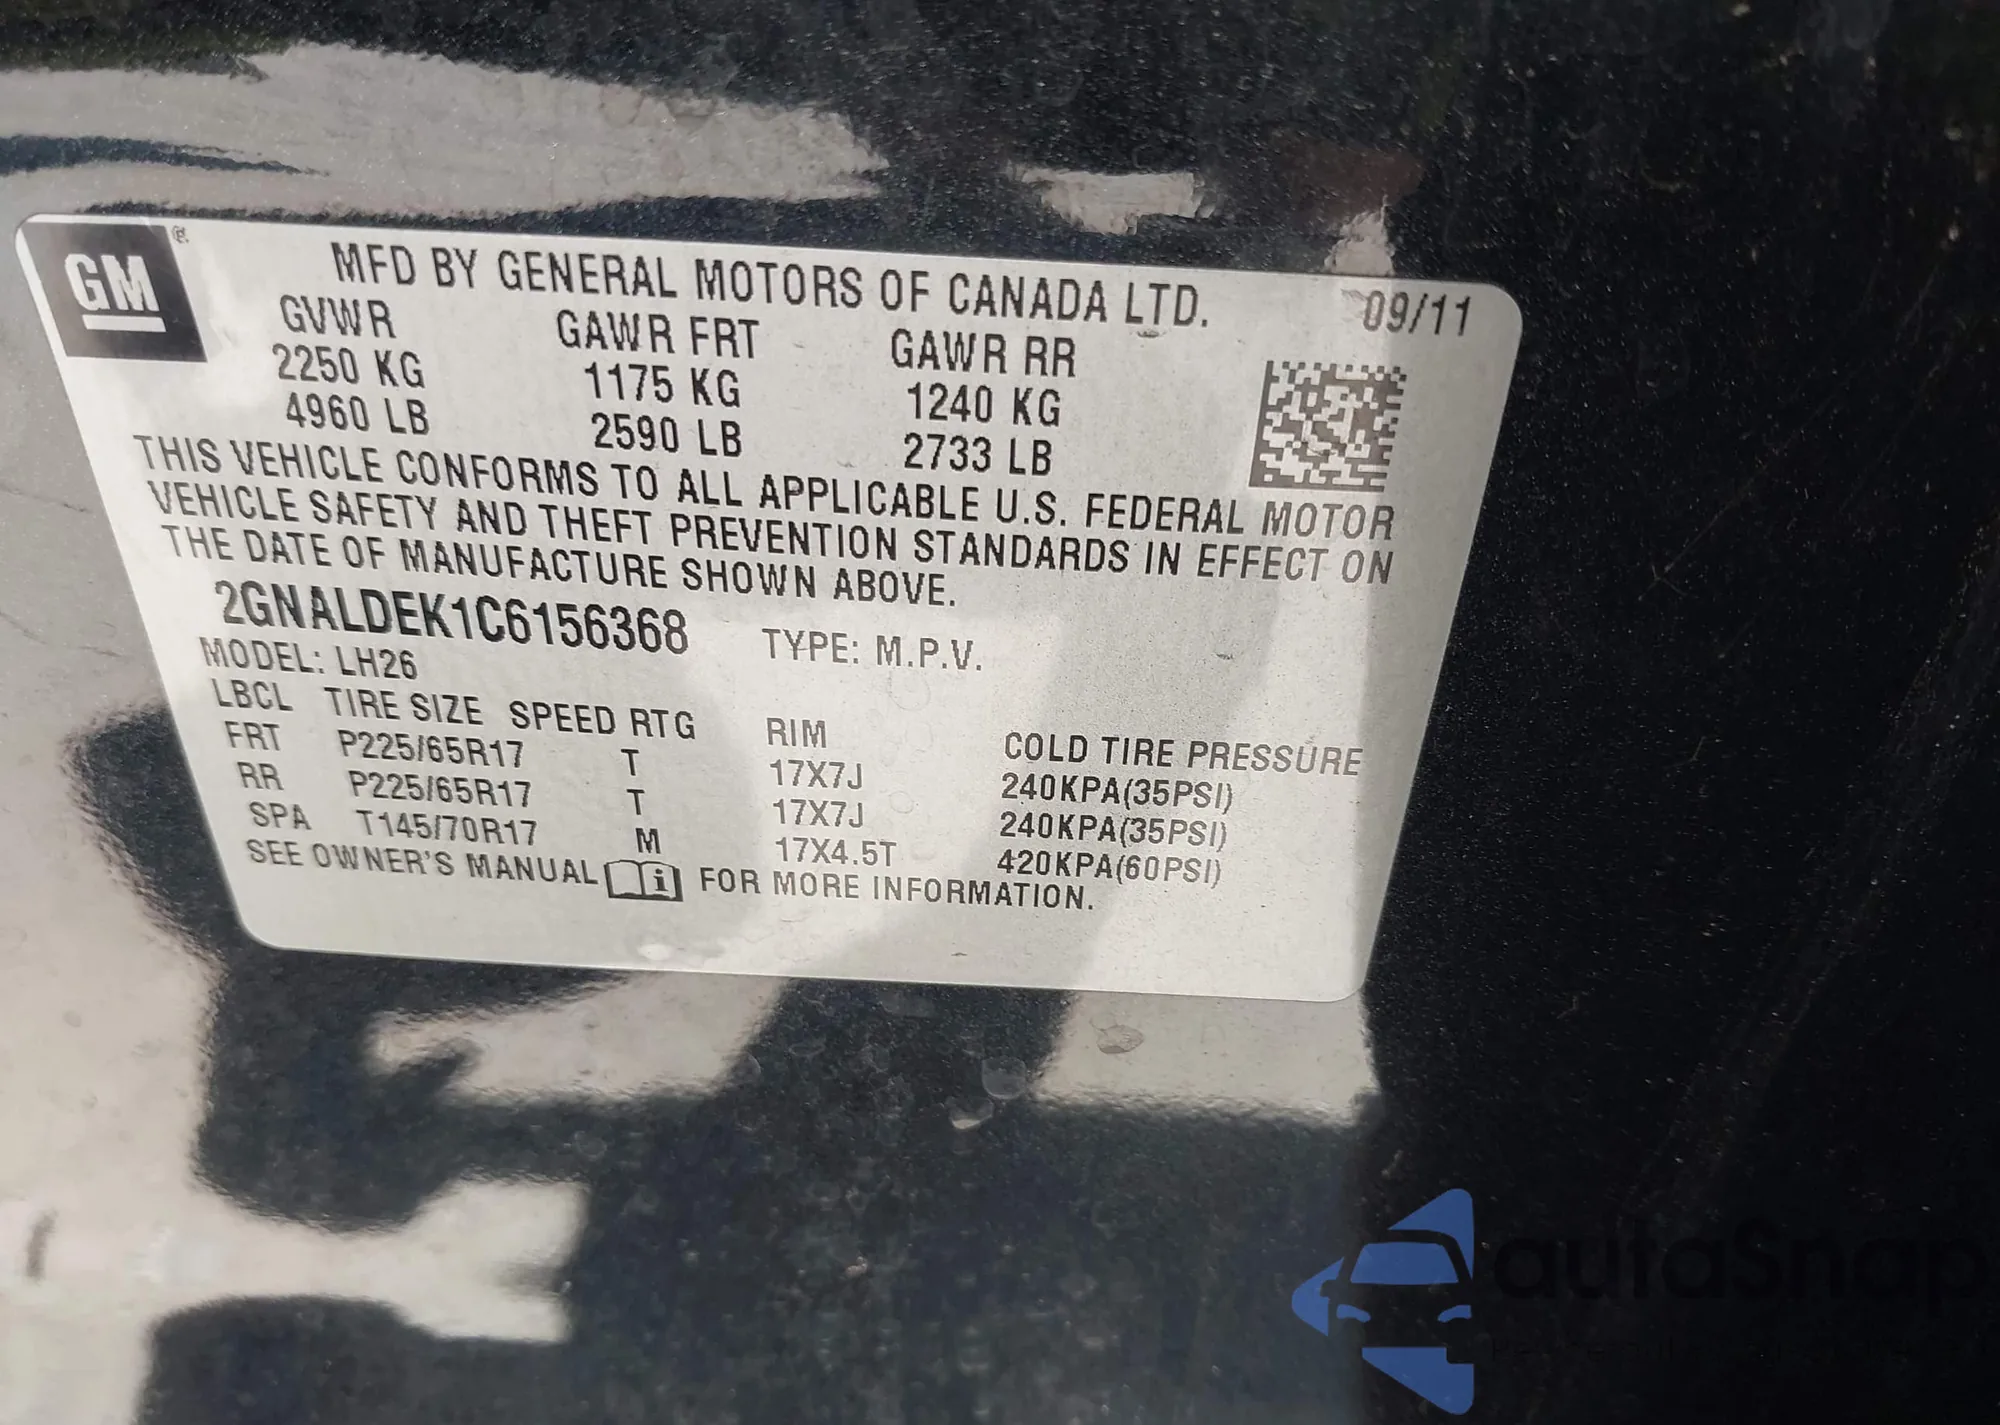 GM
MFD BY GENERAL MOTORS OF CANADA LTD.
09/11
GVWR GAWR FRT GAWR RR
2250 KG 1175 KG 1240 KG
4960 LB 2590 LB 2733 LB
THIS VEHICLE CONFORMS TO ALL APPLICABLE U.S. FEDERAL MOTOR
VEHICLE SAFETY AND THEFT PREVENTION STANDARDS IN EFFECT ON
THE DATE OF MANUFACTURE SHOWN ABOVE.
2GNALDEK1C6156368 TYPE: M.P.V.
MODEL: LH26
LBCL TIRE SIZE SPEED RTG RIM COLD TIRE PRESSURE
FRT P225/65R17 T 17X7J 240KPA(35PSI)
RR P225/65R17 T 17X7J 240KPA(35PSI)
SPA T145/70R17 M 17X4.5T 420KPA(60PSI)
SEE OWNER'S MANUAL i FOR MORE INFORMATION.
autoSnap